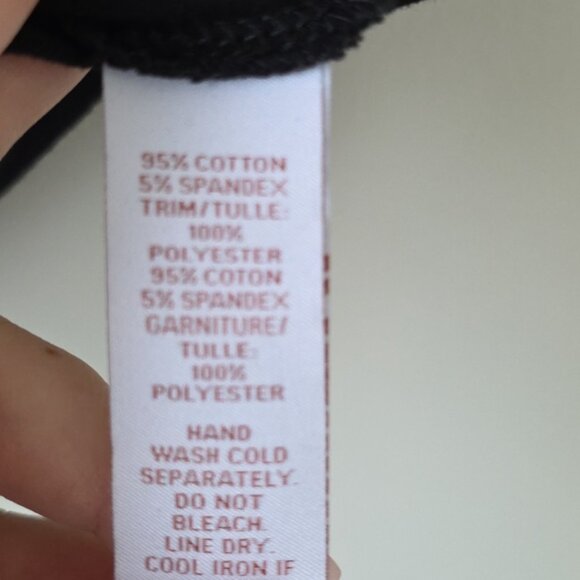 95% COTTON
5% SPANDEX
TRIM/TULLE:
100%
POLYESTER
95% COTON
5% SPANDEX
GARNITURE/
TULLE:
100%
POLYESTER
HAND
WASH COLD
SEPARATELY.
DO NOT
BLEACH.
LINE DRY.
COOL IRON IF